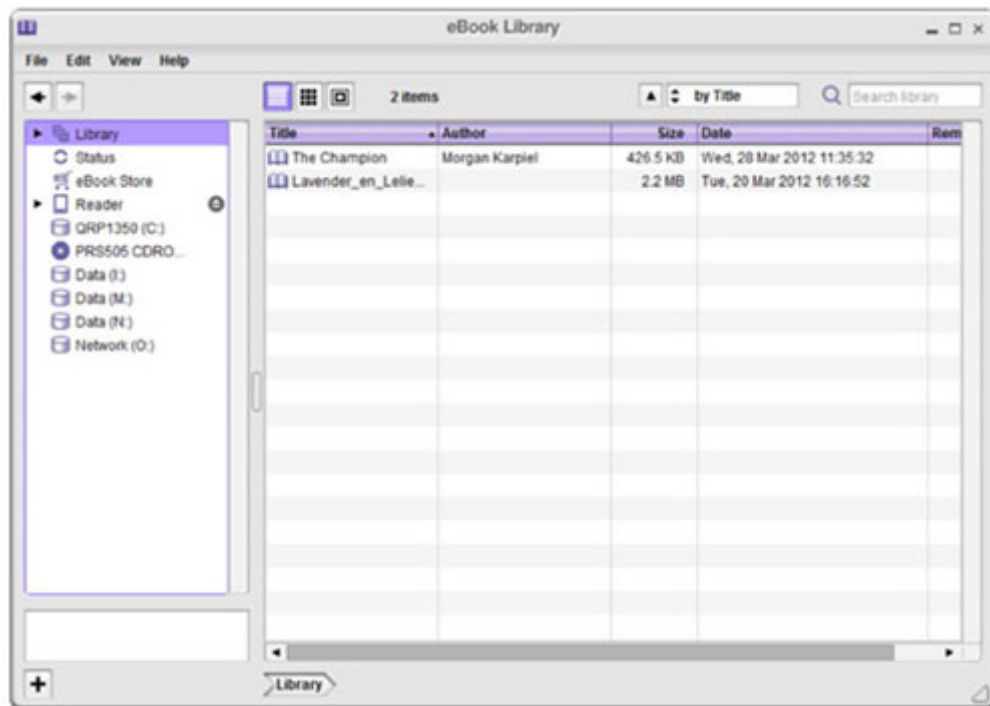 eBook Library
File Edit View Help
2 items
by Title
Search library
Library
Status
eBook Store
Reader
QRP1350 (C:)
PRS505 CDRO...
Data (I:)
Data (M:)
Data (N:)
Network (O:)
Title Author Size Date Rem
The Champion Morgan Karpiel 426.5 KB Wed, 28 Mar 2012 11:35:32
Lavender_en_Lelie... 2.2 MB Tue, 20 Mar 2012 16:16:52
Library